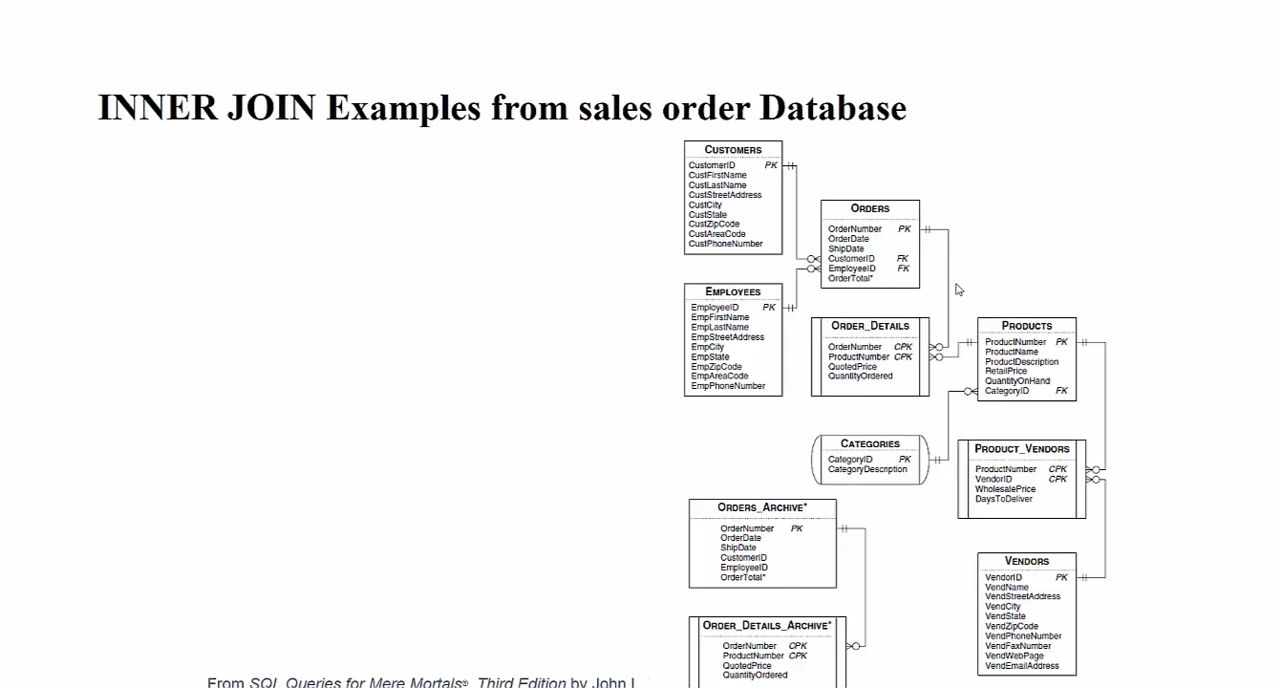 INNER JOIN Examples from sales order Database
CUSTOMERS
CustomerID PK
CustFirstName
CustLastName
CustStreetAddress
CustCity
CustState
CustZipCode
CustAreaCode
CustPhoneNumber
ORDERS
OrderNumber PK
OrderDate
ShipDate
CustomerID FK
EmployeeID FK
OrderTotal*
EMPLOYEES
EmployeeID PK
EmpFirstName
EmpLastName
EmpStreetAddress
EmpCity
EmpState
EmpZipCode
EmpAreaCode
EmpPhoneNumber
ORDER_DETAILS
OrderNumber CPK
ProductNumber CPK
QuotedPrice
QuantityOrdered
PRODUCTS
ProductNumber PK
ProductName
ProductDescription
RetailPrice
QuantityOnHand
CategoryID FK
CATEGORIES
CategoryID PK
CategoryDescription
PRODUCT_VENDORS
ProductNumber CPK
VendorID CPK
WholesalePrice
DaysToDeliver
ORDERS_ARCHIVE*
OrderNumber PK
OrderDate
ShipDate
CustomerID
EmployeeID
OrderTotal*
VENDORS
VendorID PK
VendName
VendStreetAddress
VendCity
VendState
VendZipCode
VendPhoneNumber
VendFaxNumber
VendWebPage
VendEmailAddress
ORDER_DETAILS_ARCHIVE*
OrderNumber CPK
ProductNumber CPK
QuotedPrice
QuantityOrdered
From SQL Queries for Mere Mortals® Third Edition by John